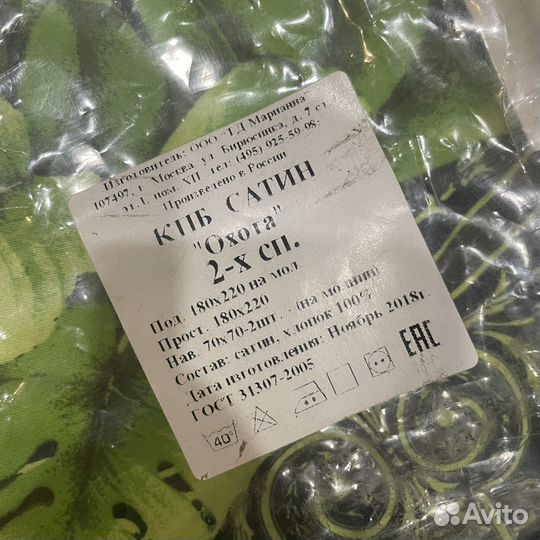 Изготовитель: ООО "ТД Марианна
107497, г. Москва, ул. Бирюсинка, д. 7 ст.
эт.1, пом. XII тел: (495) 925-59-08;
Произведено в России
КПБ САТИН
"Охота"
2-х сп.
Под. 180х220 на мол
Прост. 180х220
Нав. 70х70-2шт. . (на молнии)
Состав: сатин, хлопок 100%
Дата изготовления: Ноябрь 2018г.
ГОСТ 31307-2005
EAC
40°
Avito